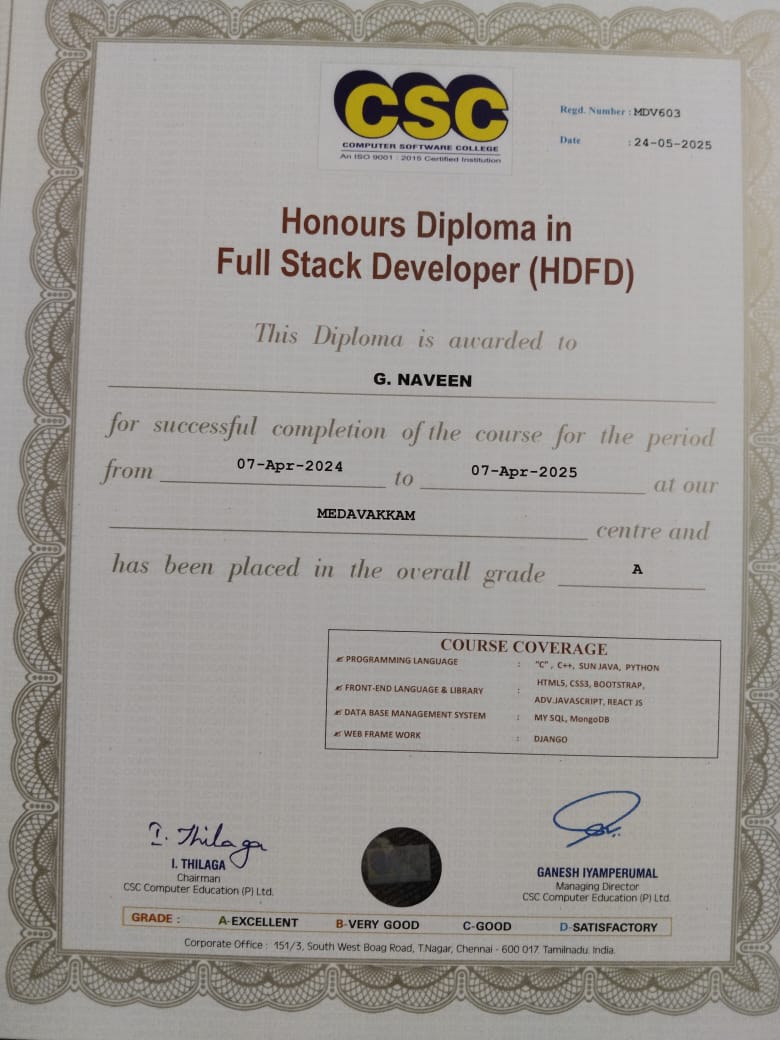 CSC
COMPUTER SOFTWARE COLLEGE
An ISO 9001 : 2015 Certified Institution
Regd. Number : MDV603
Date : 24-05-2025
Honours Diploma in
Full Stack Developer (HDFD)
This Diploma is awarded to
G. NAVEEN
for successful completion of the course for the period
from 07-Apr-2024 to 07-Apr-2025 at our
MEDAVAKKAM centre and
has been placed in the overall grade A
COURSE COVERAGE
PROGRAMMING LANGUAGE : "C", C++, SUN JAVA, PYTHON
FRONT-END LANGUAGE & LIBRARY : HTML5, CSS3, BOOTSTRAP,
ADV.JAVASCRIPT, REACT JS
DATA BASE MANAGEMENT SYSTEM : MY SQL, MongoDB
WEB FRAME WORK : DJANGO
I. Thilaga
I. THILAGA
Chairman
CSC Computer Education (P) Ltd.
GANESH IYAMPERUMAL
Managing Director
CSC Computer Education (P) Ltd.
GRADE : A-EXCELLENT B-VERY GOOD C-GOOD D-SATISFACTORY
Corporate Office : 151/3, South West Boag Road, T.Nagar, Chennai - 600 017. Tamilnadu. India.